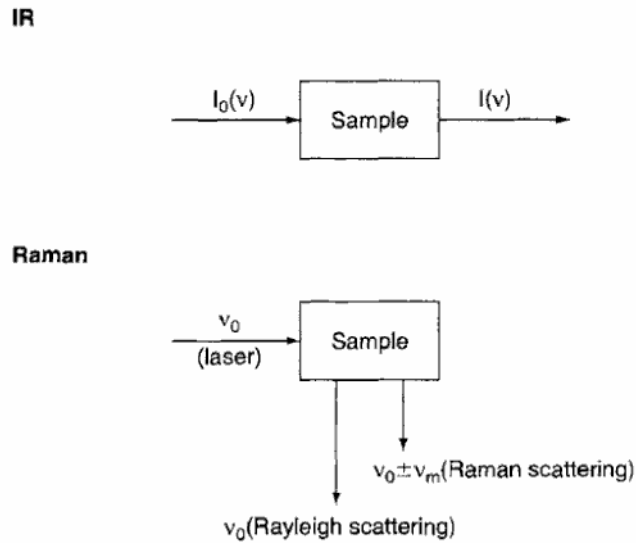 IR
I₀(ν)
Sample
I(ν)
Raman
ν₀
(laser)
Sample
ν₀±νₘ(Raman scattering)
ν₀(Rayleigh scattering)